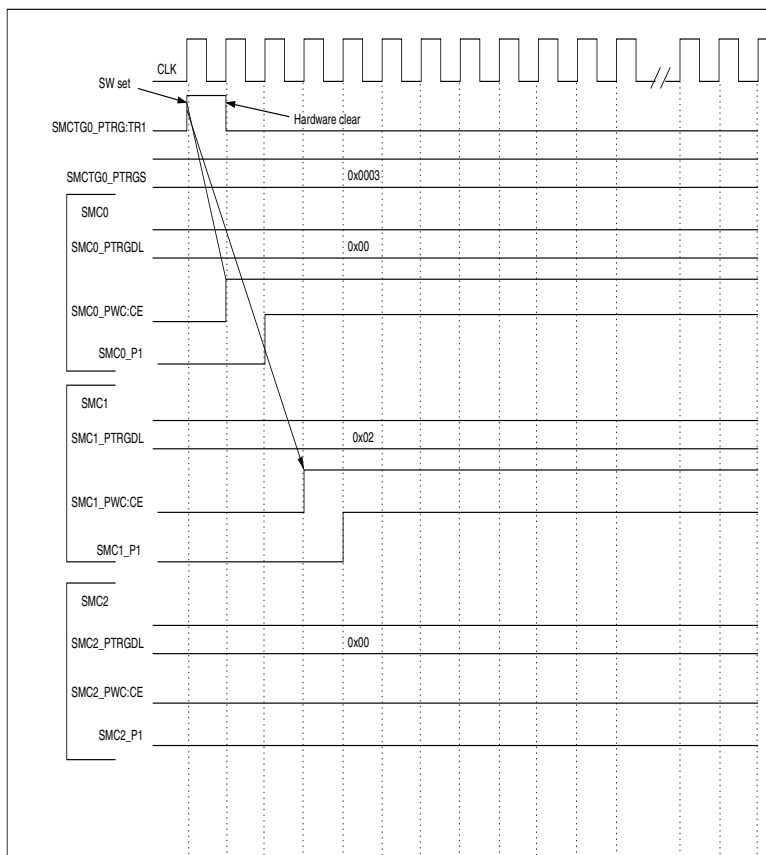 CLK
SW set
Hardware clear
SMCTG0_PTRG:TR1
SMCTG0_PTRGS 0x0003
SMC0
SMC0_PTRGDL 0x00
SMC0_PWC:CE
SMC0_P1
SMC1
SMC1_PTRGDL 0x02
SMC1_PWC:CE
SMC1_P1
SMC2
SMC2_PTRGDL 0x00
SMC2_PWC:CE
SMC2_P1